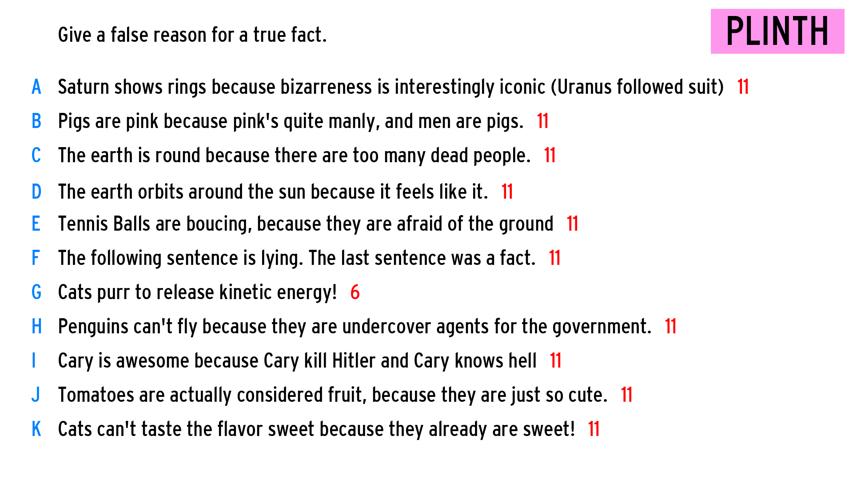 Give a false reason for a true fact.
PLINTH
A Saturn shows rings because bizarreness is interestingly iconic (Uranus followed suit) 11
B Pigs are pink because pink's quite manly, and men are pigs. 11
C The earth is round because there are too many dead people. 11
D The earth orbits around the sun because it feels like it. 11
E Tennis Balls are boucing, because they are afraid of the ground 11
F The following sentence is lying. The last sentence was a fact. 11
G Cats purr to release kinetic energy! 6
H Penguins can't fly because they are undercover agents for the government. 11
I Cary is awesome because Cary kill Hitler and Cary knows hell 11
J Tomatoes are actually considered fruit, because they are just so cute. 11
K Cats can't taste the flavor sweet because they already are sweet! 11